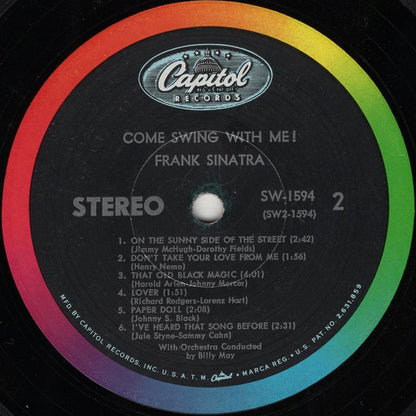 Capitol
RECORDS
COME SWING WITH ME!
FRANK SINATRA
STEREO
SW-1594
(SW2-1594)
2
1. ON THE SUNNY SIDE OF THE STREET (2:42)
(Jimmy McHugh-Dorothy Fields)
2. DON'T TAKE YOUR LOVE FROM ME (1:56)
(Henry Nemo)
3. THAT OLD BLACK MAGIC (4:01)
(Harold Arlen-Johnny Mercer)
4. LOVER (1:51)
(Richard Rodgers-Lorenz Hart)
5. PAPER DOLL (2:08)
(Johnny S. Black)
6. I'VE HEARD THAT SONG BEFORE (2:31)
(Jule Styne-Sammy Cahn)
With Orchestra Conducted
by Billy May
MFD. BY CAPITOL RECORDS, INC. U.S.A. T.M. Capitol • MARCA REG. • U.S. PAT. NO. 2,631,859